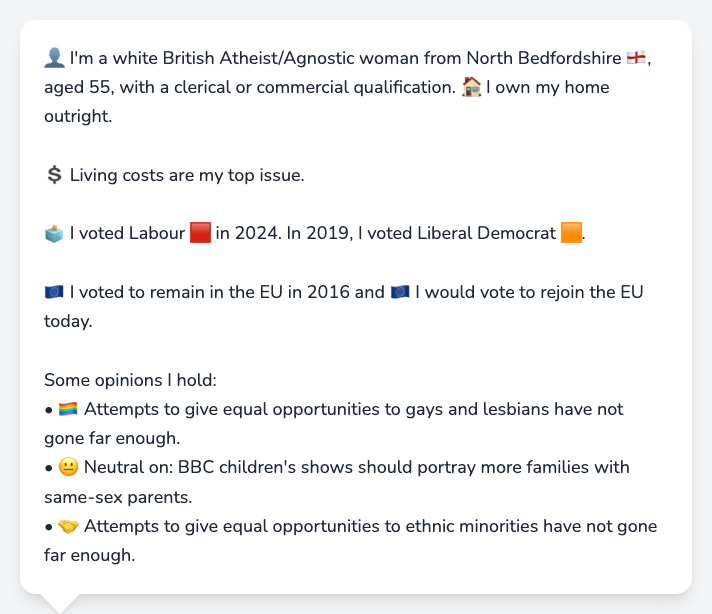 👤 I'm a white British Atheist/Agnostic woman from North Bedfordshire 🏴󠁧󠁢󠁥󠁮󠁧󠁿,
aged 55, with a clerical or commercial qualification. 🏠 I own my home
outright.
💲 Living costs are my top issue.
🗳️ I voted Labour 🟥 in 2024. In 2019, I voted Liberal Democrat 🟧.
🇪🇺 I voted to remain in the EU in 2016 and 🇪🇺 I would vote to rejoin the EU
today.
Some opinions I hold:
• 🏳️‍🌈 Attempts to give equal opportunities to gays and lesbians have not
gone far enough.
• 😐 Neutral on: BBC children's shows should portray more families with
same-sex parents.
• 🤝 Attempts to give equal opportunities to ethnic minorities have not gone
far enough.